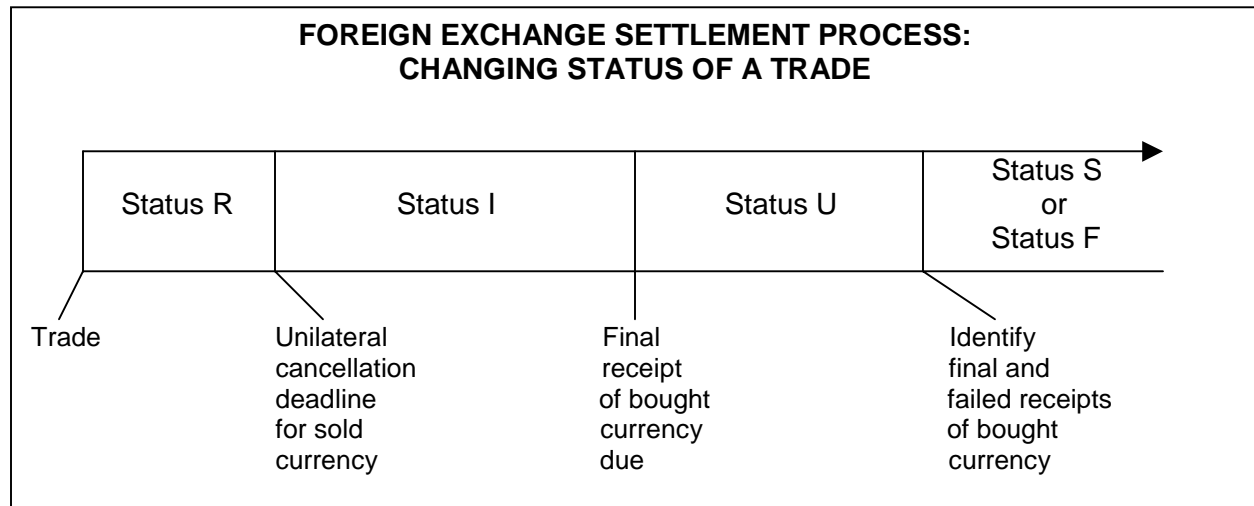 FOREIGN EXCHANGE SETTLEMENT PROCESS:
CHANGING STATUS OF A TRADE
Status R
Status I
Status U
Status S
or
Status F
Trade
Unilateral
cancellation
deadline
for sold
currency
Final
receipt
of bought
currency
due
Identify
final and
failed receipts
of bought
currency